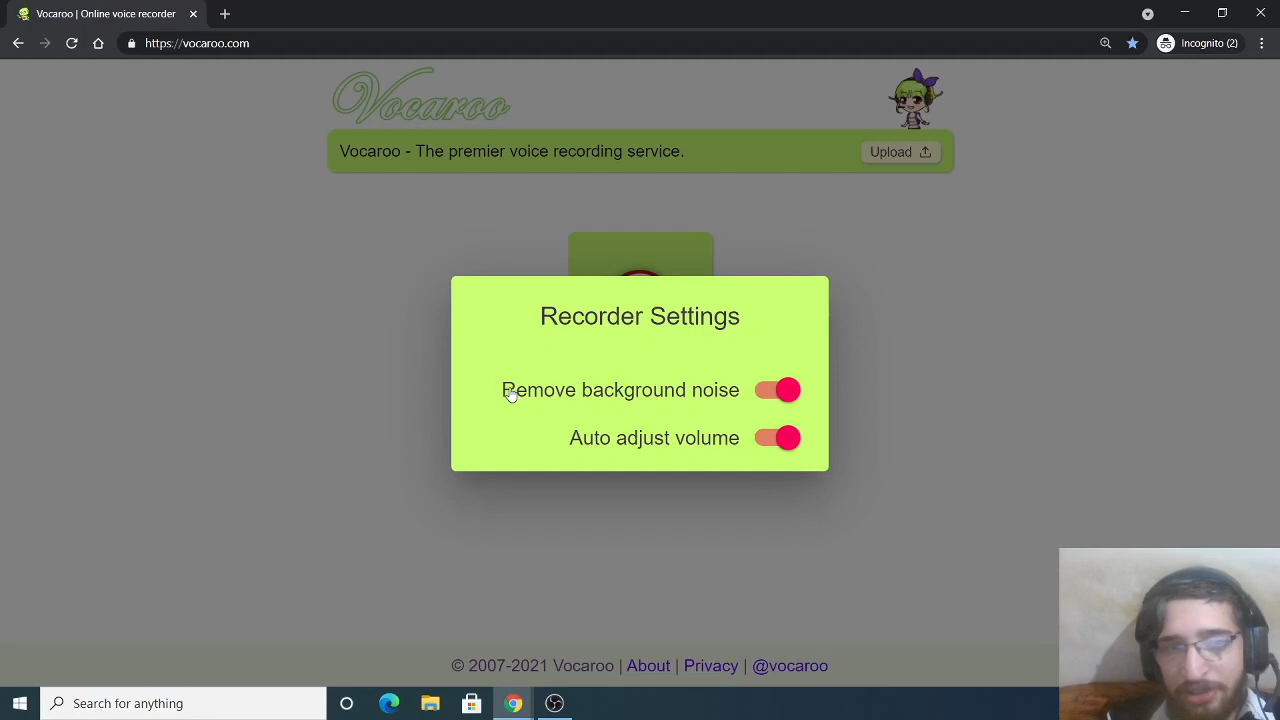 Vocaroo | Online voice recorder
https://vocaroo.com
Incognito (2)
Vocaroo
Vocaroo - The premier voice recording service.
Upload
Recorder Settings
Remove background noise
Auto adjust volume
© 2007-2021 Vocaroo | About | Privacy | @vocaroo
Search for anything